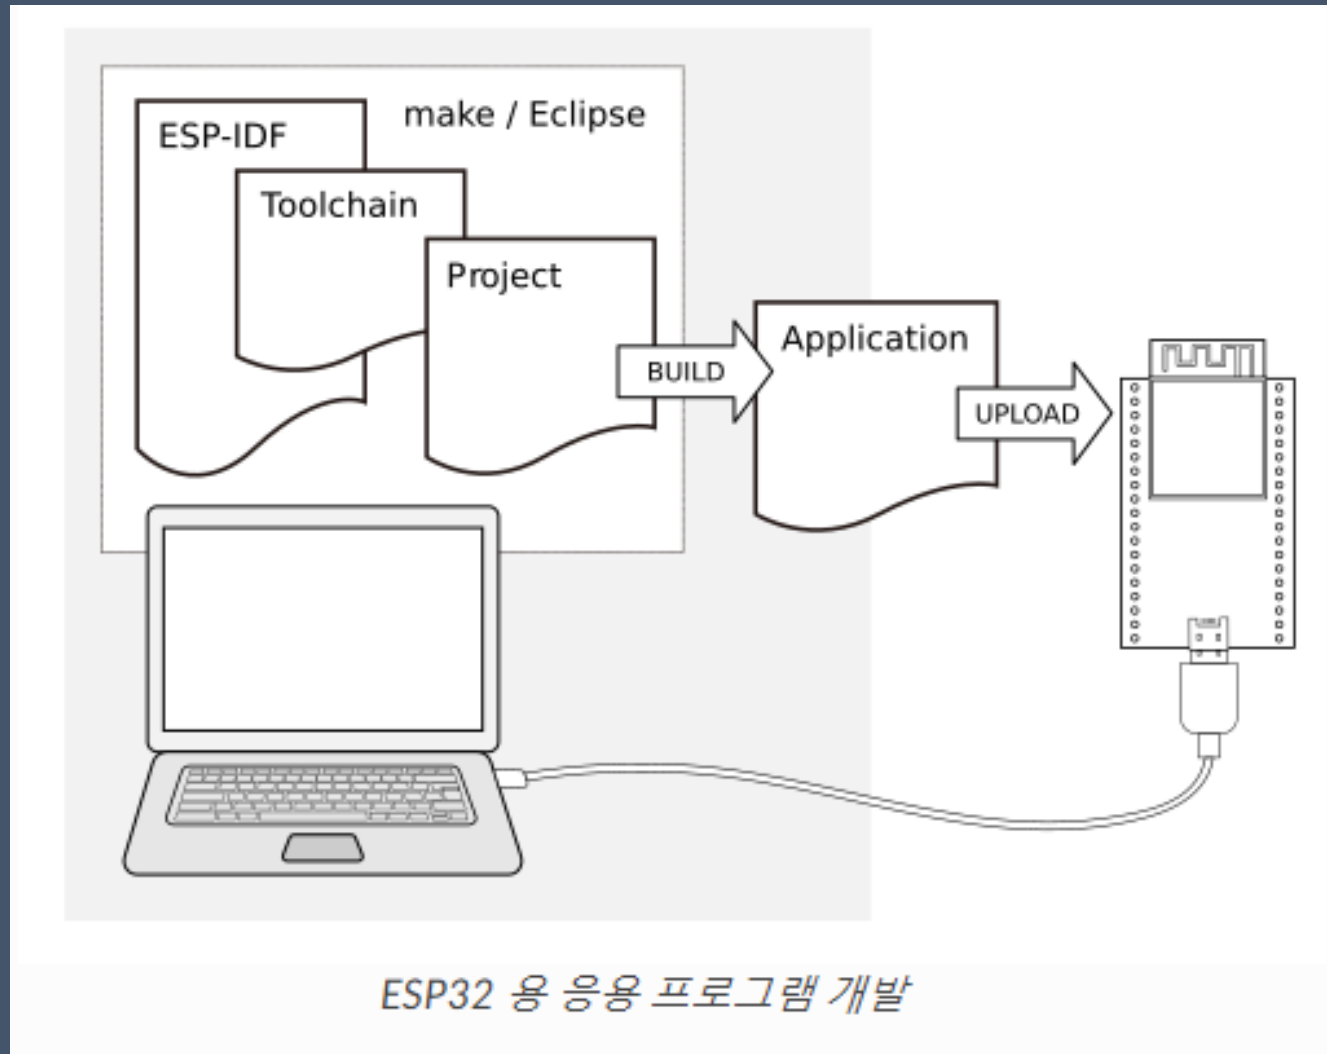 ESP-IDF
make / Eclipse
Toolchain
Project
BUILD
Application
UPLOAD
ESP32 용 응용 프로그램 개발